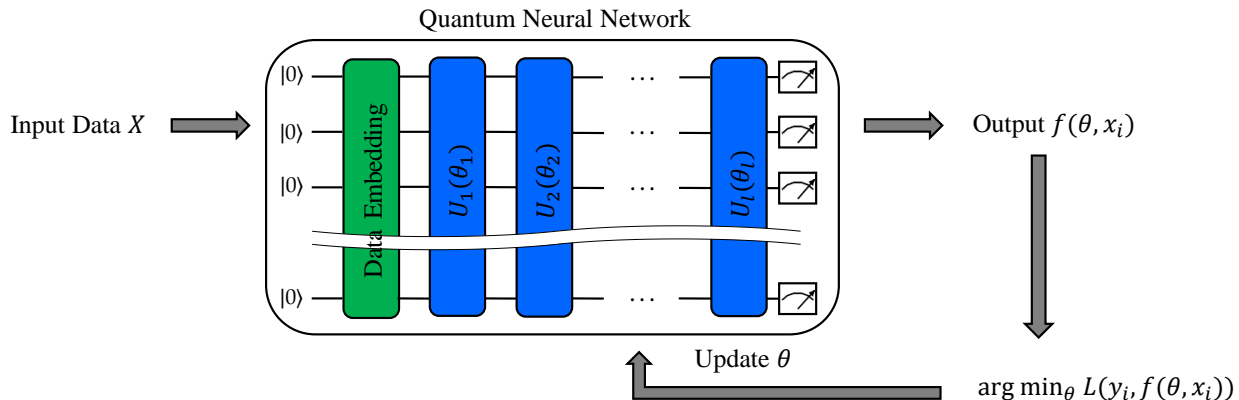 Quantum Neural Network
Input Data X
|0⟩ ...
|0⟩ ...
|0⟩ ...
|0⟩ ...
Data Embedding
U₁(θ₁)
U₂(θ₂)
Uₗ(θₗ)
Output f(θ, xᵢ)
Update θ
arg min_θ L(yᵢ, f(θ, xᵢ))